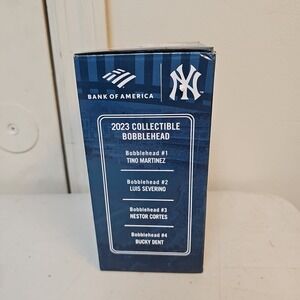 BANK OF AMERICA
NY
2023 COLLECTIBLE
BOBBLEHEAD
Bobblehead #1
TINO MARTINEZ
Bobblehead #2
LUIS SEVERINO
Bobblehead #3
NESTOR CORTES
Bobblehead #4
BUCKY DENT